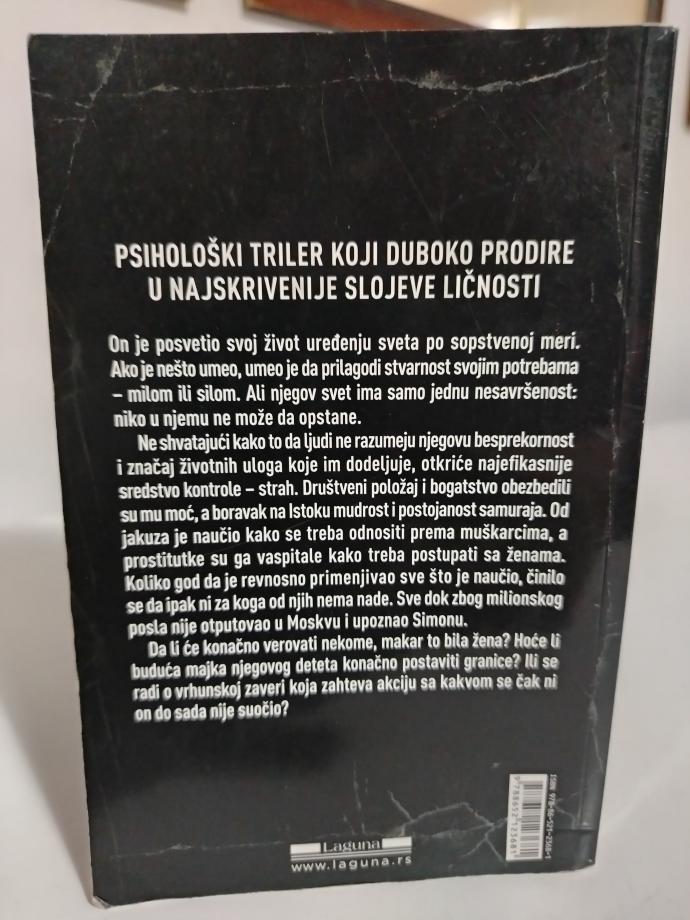 PSIHOLOŠKI TRILER KOJI DUBOKO PRODIRE
U NAJSKRIVENIJE SLOJEVE LIČNOSTI
On je posvetio svoj život uređenju sveta po sopstvenoj meri.
Ako je nešto umeo, umeo je da prilagodi stvarnost svojim potrebama
– milom ili silom. Ali njegov svet ima samo jednu nesavršenost:
niko u njemu ne može da opstane.
Ne shvatajući kako to da ljudi ne razumeju njegovu besprekornost
i značaj životnih uloga koje im dodeljuje, otkriće najefikasnije
sredstvo kontrole – strah. Društveni položaj i bogatstvo obezbedili
su mu moć, a boravak na Istoku mudrost i postojanost samuraja. Od
jakuza je naučio kako se treba odnositi prema muškarcima, a
prostitutke su ga vaspitale kako treba postupati sa ženama.
Koliko god da je revnosno primenjivao sve što je naučio, činilo
se da ipak ni za koga od njih nema nade. Sve dok zbog milionskog
posla nije otputovao u Moskvu i upoznao Simonu.
Da li će konačno verovati nekome, makar to bila žena? Hoće li
buduća majka njegovog deteta konačno postaviti granice? Ili se
radi o vrhunskoj zaveri koja zahteva akciju sa kakvom se čak ni
on do sada nije suočio?
ISBN 978-86-521-2368-1
9788652123681
Laguna
www.laguna.rs